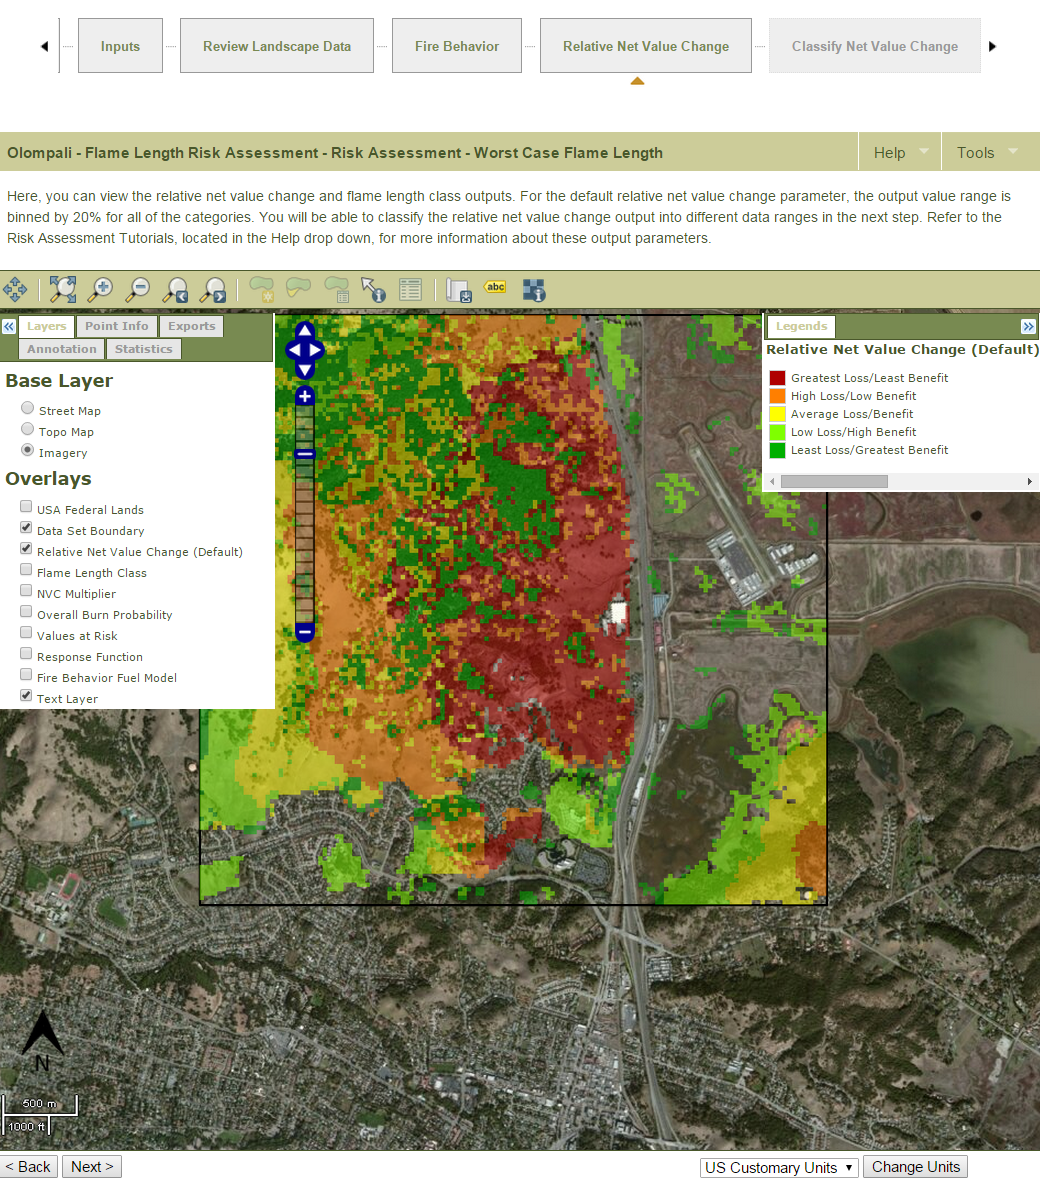 Inputs
Review Landscape Data
Fire Behavior
Relative Net Value Change
Classify Net Value Change
Olompali - Flame Length Risk Assessment - Risk Assessment - Worst Case Flame Length
Help
Tools
Here, you can view the relative net value change and flame length class outputs. For the default relative net value change parameter, the output value range is
binned by 20% for all of the categories. You will be able to classify the relative net value change output into different data ranges in the next step. Refer to the
Risk Assessment Tutorials, located in the Help drop down, for more information about these output parameters.
abc
Layers
Point Info
Exports
Annotation
Statistics
Base Layer
Street Map
Topo Map
Imagery
Overlays
USA Federal Lands
Data Set Boundary
Relative Net Value Change (Default)
Flame Length Class
NVC Multiplier
Overall Burn Probability
Values at Risk
Response Function
Fire Behavior Fuel Model
Text Layer
Legends
Relative Net Value Change (Default)
Greatest Loss/Least Benefit
High Loss/Low Benefit
Average Loss/Benefit
Low Loss/High Benefit
Least Loss/Greatest Benefit
N
500 m
1000 ft
< Back
Next >
US Customary Units
Change Units